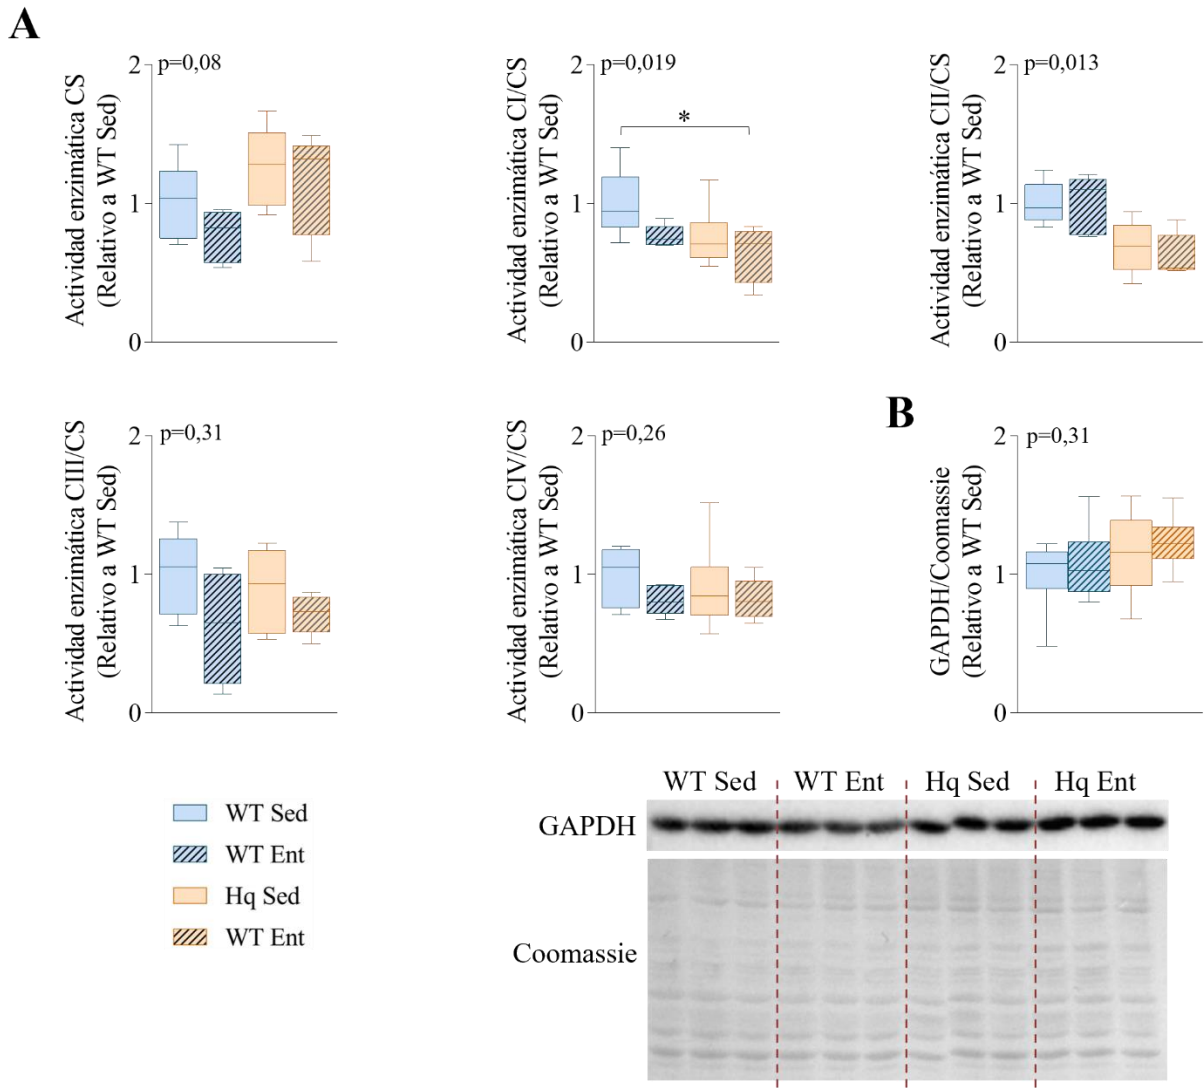 A
Actividad enzimática CS
(Relativo a WT Sed)
2
1
0
p=0,08
Actividad enzimática CI/CS
(Relativo a WT Sed)
2
1
0
p=0,019
*
Actividad enzimática CII/CS
(Relativo a WT Sed)
2
1
0
p=0,013
Actividad enzimática CIII/CS
(Relativo a WT Sed)
2
1
0
p=0,31
Actividad enzimática CIV/CS
(Relativo a WT Sed)
2
1
0
p=0,26
B
GAPDH/Coomassie
(Relativo a WT Sed)
2
1
0
p=0,31
WT Sed
WT Ent
Hq Sed
WT Ent
WT Sed WT Ent Hq Sed Hq Ent
GAPDH
Coomassie